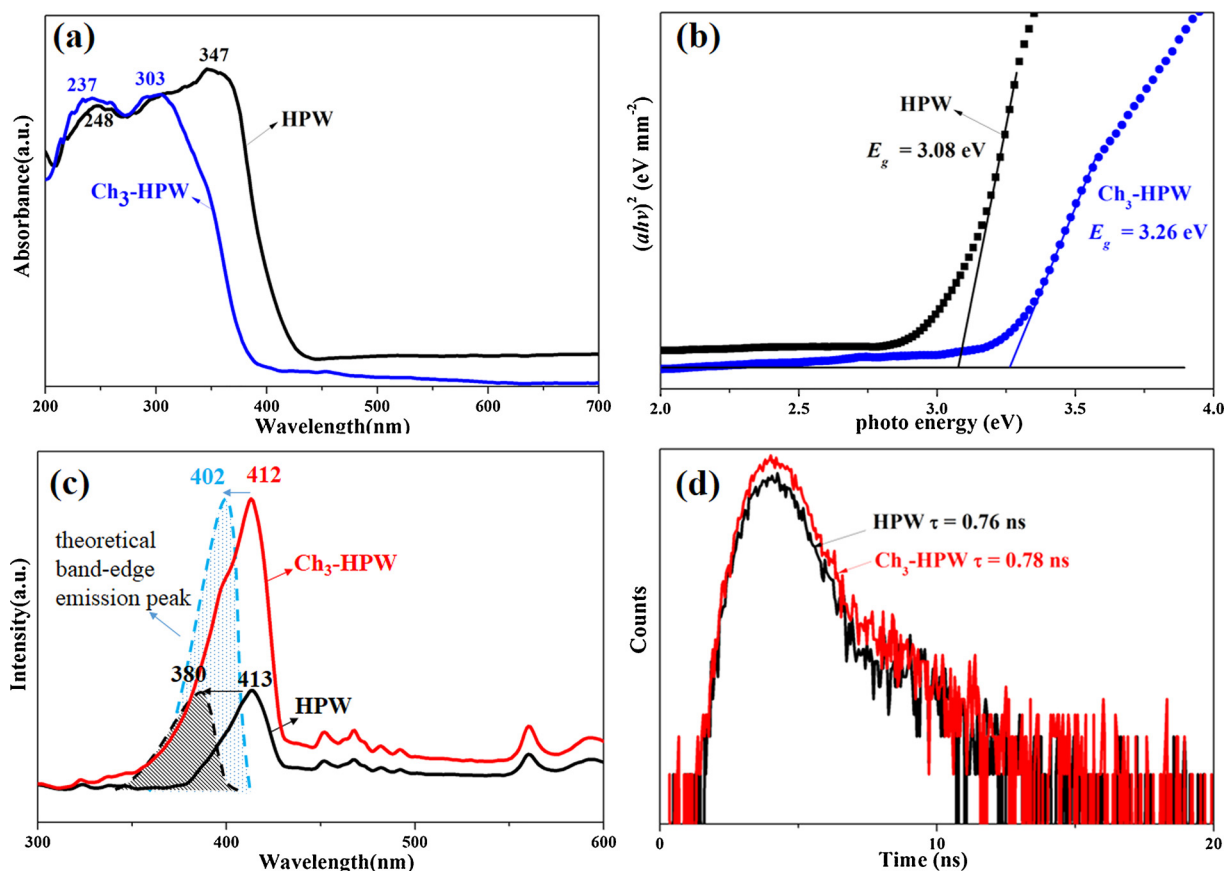 (a)
237
248
303
347
HPW
Ch3-HPW
Absorbance(a.u.)
200 300 400 500 600 700
Wavelength(nm)
(b)
HPW
Eg = 3.08 eV
Ch3-HPW
Eg = 3.26 eV
(ahv)2 (eV mm-2)
2.0 2.5 3.0 3.5 4.0
photo energy (eV)
(c)
402 412
theoretical
band-edge
emission peak
Ch3-HPW
380
413
HPW
Intensity(a.u.)
300 400 500 600
Wavelength(nm)
(d)
HPW τ = 0.76 ns
Ch3-HPW τ = 0.78 ns
Counts
0 5 10 20
Time (ns)